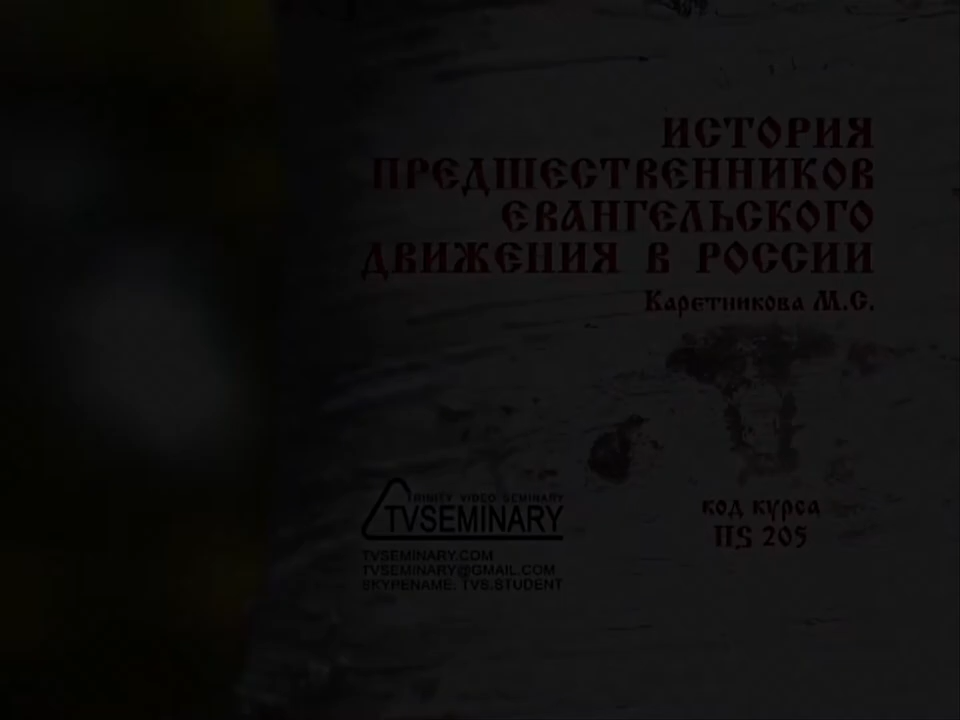 ИСТОРИЯ
ПРЕДШЕСТВЕННИКОВ
ЕВАНГЕЛЬСКОГО
ДВИЖЕНИЯ В РОССИИ
Каретникова М.С.
TRINITY VIDEO SEMINARY
TVSEMINARY
TVSEMINARY.COM
TVSEMINARY@GMAIL.COM
SKYPENAME: TVS.STUDENT
код курса
ПS 205